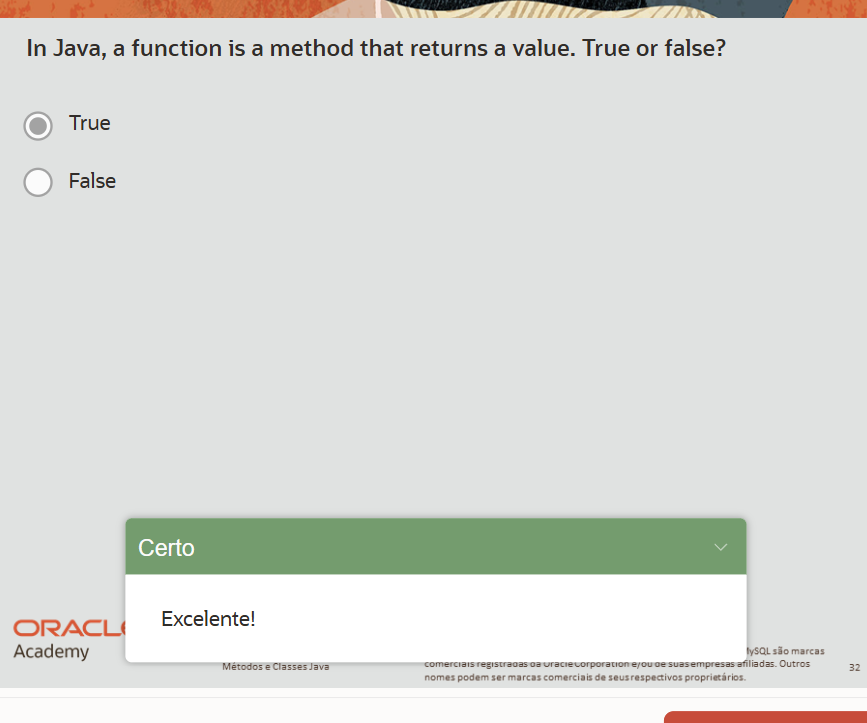 In Java, a function is a method that returns a value. True or false?
True
False
Certo
Excelente!
ORACL
Academy
Métodos e Classes Java
MySQL são marcas
comerciais registradas da Oracle Corporation e/ou de suas empresas afiliadas. Outros
nomes podem ser marcas comerciais de seus respectivos proprietários.
32